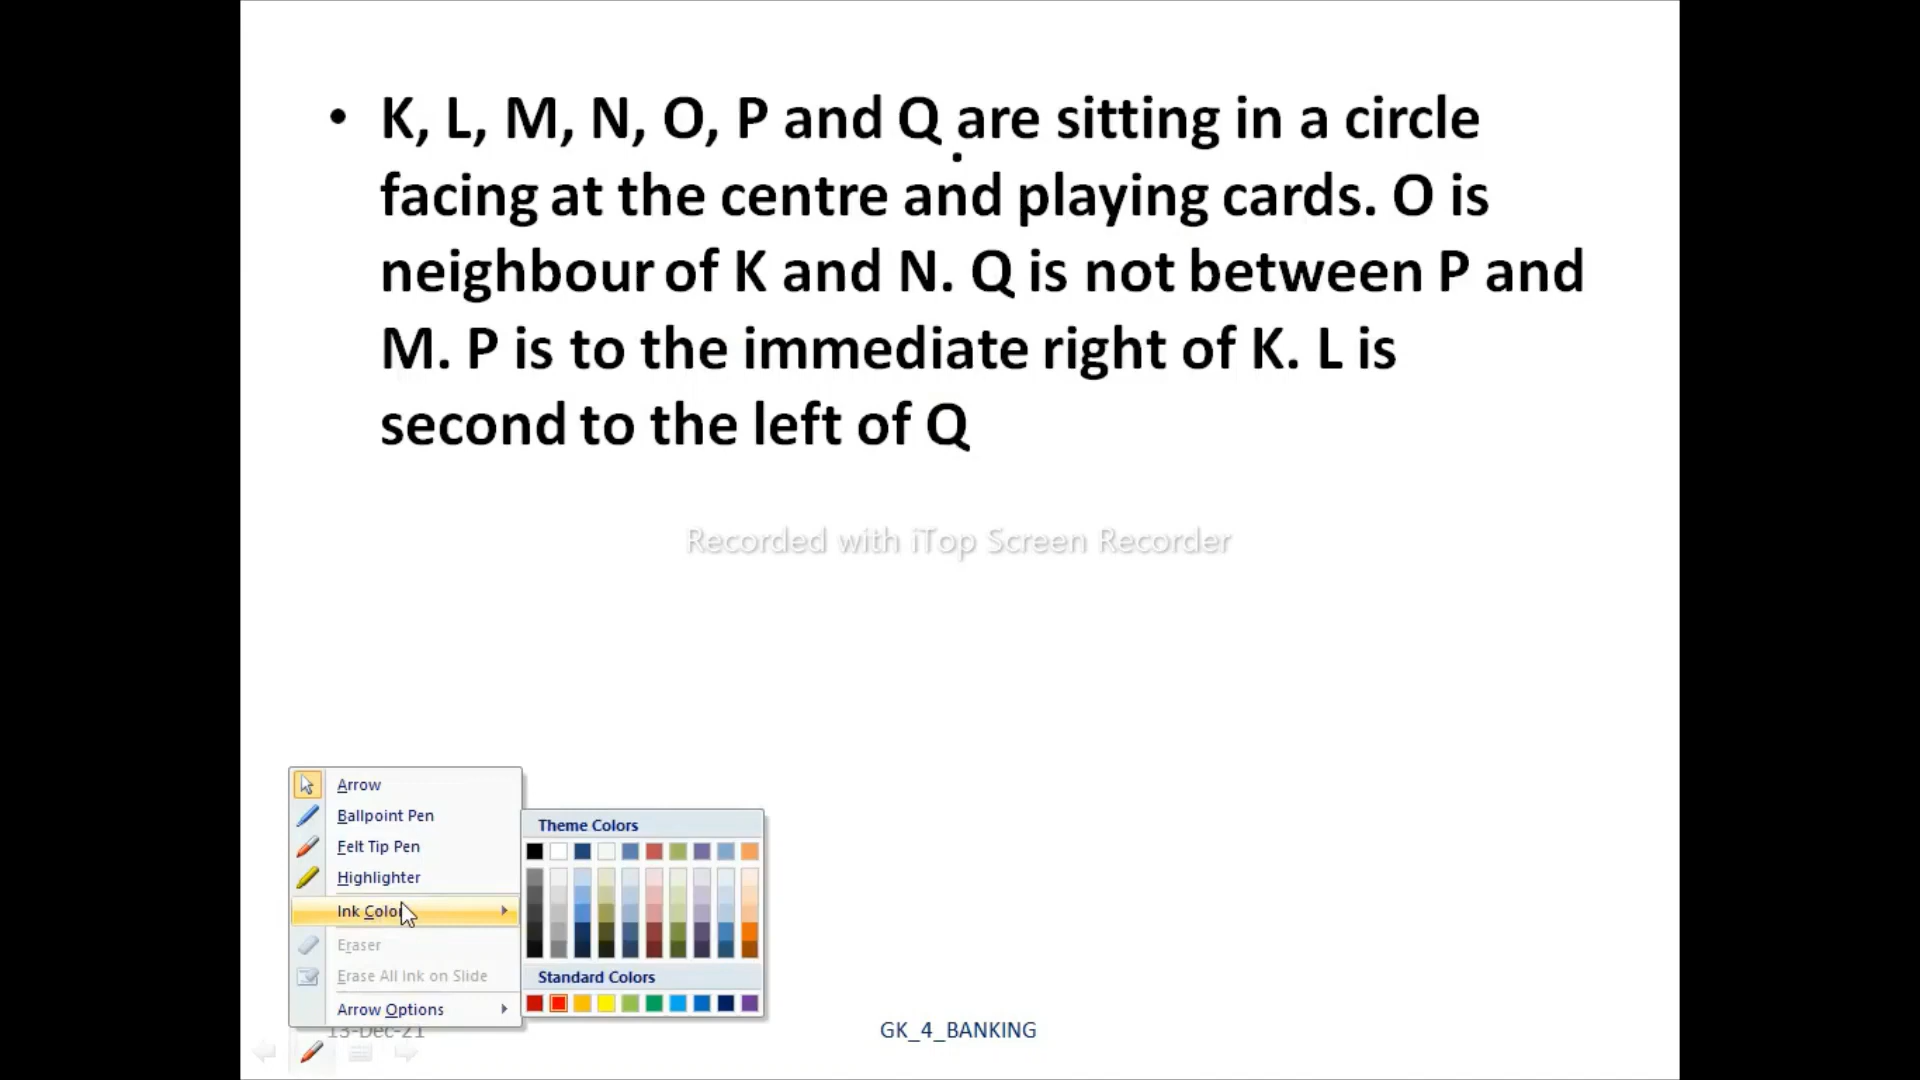 • K, L, M, N, O, P and Q are sitting in a circle
facing at the centre and playing cards. O is
neighbour of K and N. Q is not between P and
M. P is to the immediate right of K. L is
second to the left of Q
Recorded with iTop Screen Recorder
Arrow
Ballpoint Pen
Felt Tip Pen
Highlighter
Ink Color
Eraser
Erase All Ink on Slide
Arrow Options
Theme Colors
Standard Colors
13-Dec-21
GK_4_BANKING